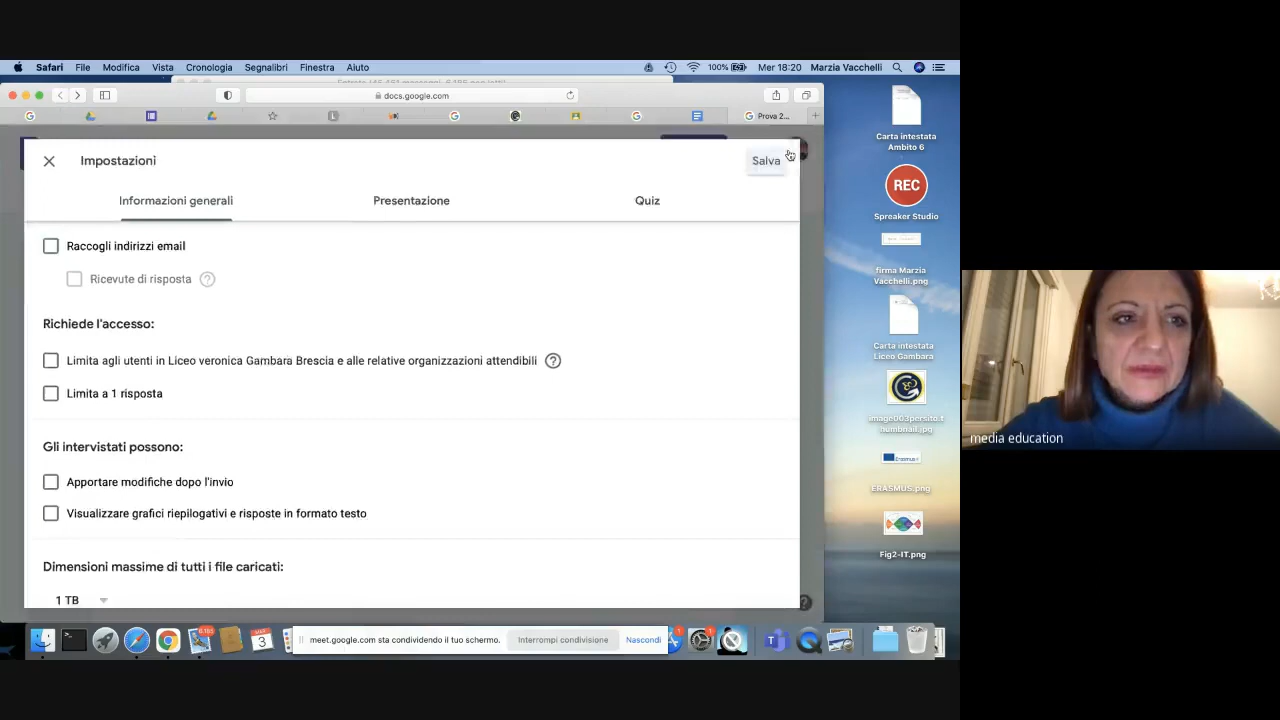 Safari File Modifica Vista Cronologia Segnalibri Finestra Aiuto 100% Mer 18:20 Marzia Vacchelli
docs.google.com
Prova 2...
Impostazioni
Salva
Informazioni generali
Presentazione
Quiz
Raccogli indirizzi email
Ricevute di risposta
Richiede l'accesso:
Limita agli utenti in Liceo veronica Gambara Brescia e alle relative organizzazioni attendibili
Limita a 1 risposta
Gli intervistati possono:
Apportare modifiche dopo l'invio
Visualizzare grafici riepilogativi e risposte in formato testo
Dimensioni massime di tutti i file caricati:
1 TB
Carta intestata
Ambito 6
REC
Spreaker Studio
firma Marzia
Vacchelli.png
Carta intestata
Liceo Gambara
image003persito.t
humbnail.jpg
Erasmus+
ERASMUS.png
Fig2-IT.png
meet.google.com sta condividendo il tuo schermo.
Interrompi condivisione
Nascondi
media education